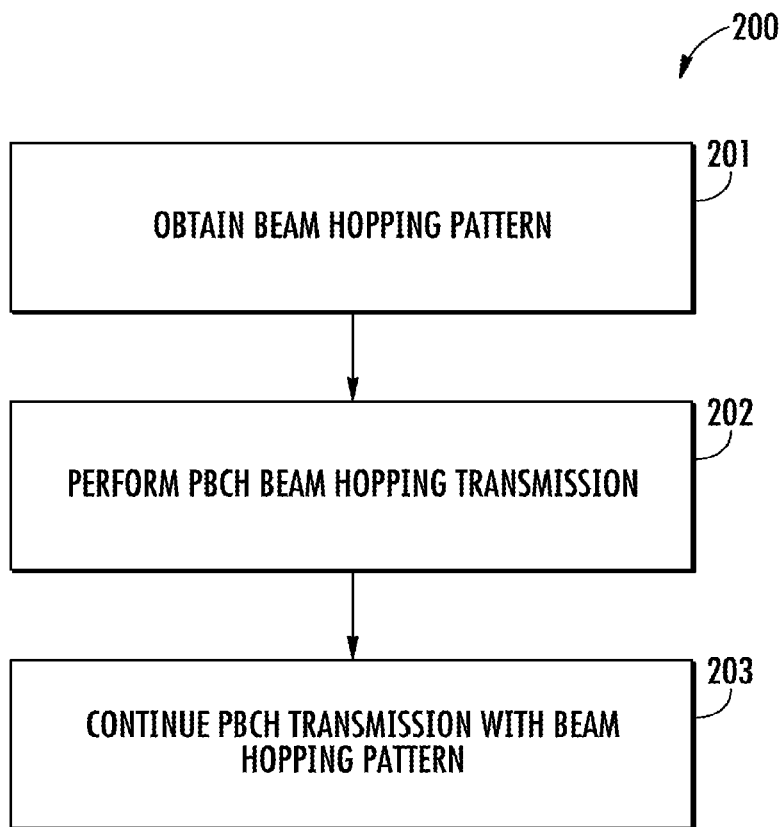 200
201
OBTAIN BEAM HOPPING PATTERN
202
PERFORM PBCH BEAM HOPPING TRANSMISSION
203
CONTINUE PBCH TRANSMISSION WITH BEAM
HOPPING PATTERN